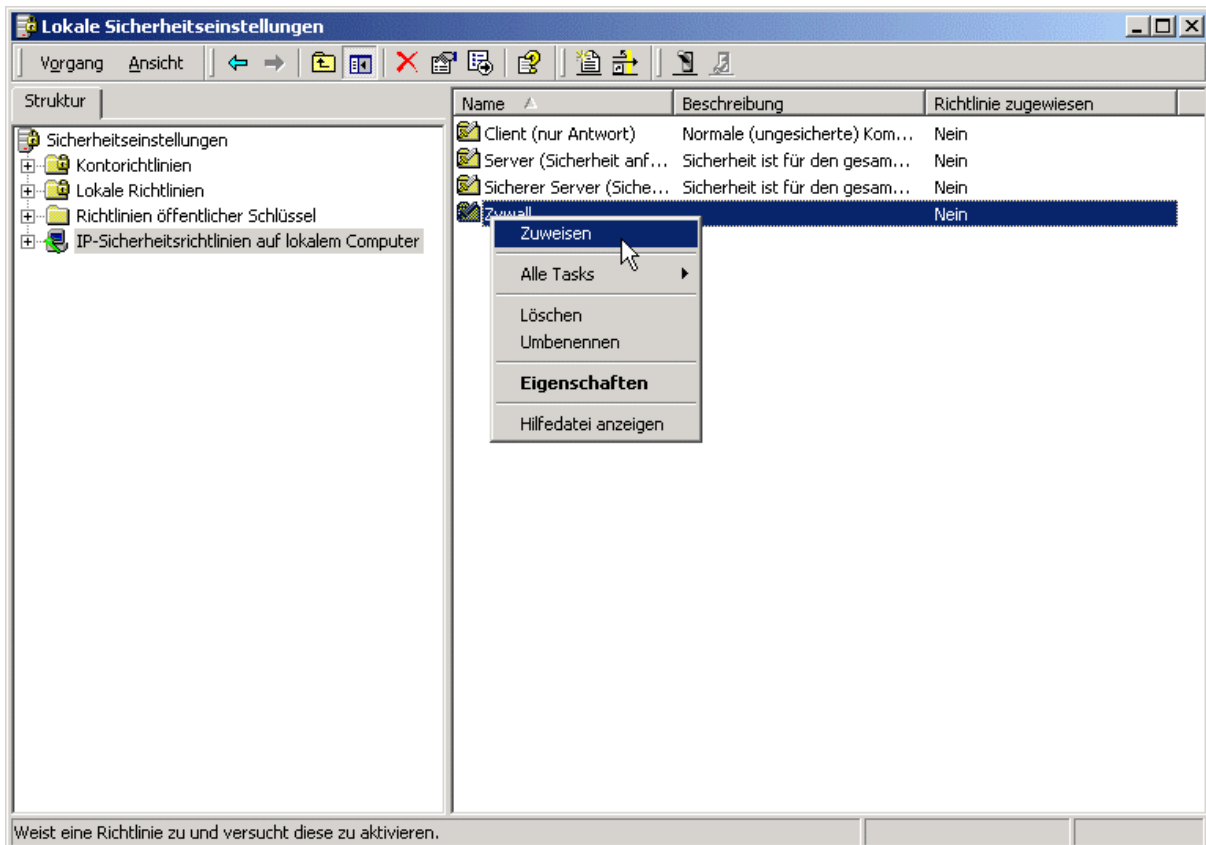 Lokale Sicherheitseinstellungen
Vorgang Ansicht
Struktur
Name Beschreibung Richtlinie zugewiesen
Sicherheitseinstellungen
Kontorichtlinien
Lokale Richtlinien
Richtlinien öffentlicher Schlüssel
IP-Sicherheitsrichtlinien auf lokalem Computer
Client (nur Antwort) Normale (ungesicherte) Kom... Nein
Server (Sicherheit anf... Sicherheit ist für den gesam... Nein
Sicherer Server (Siche... Sicherheit ist für den gesam... Nein
Zywall Nein
Zuweisen
Alle Tasks
Löschen
Umbenennen
Eigenschaften
Hilfedatei anzeigen
Weist eine Richtlinie zu und versucht diese zu aktivieren.